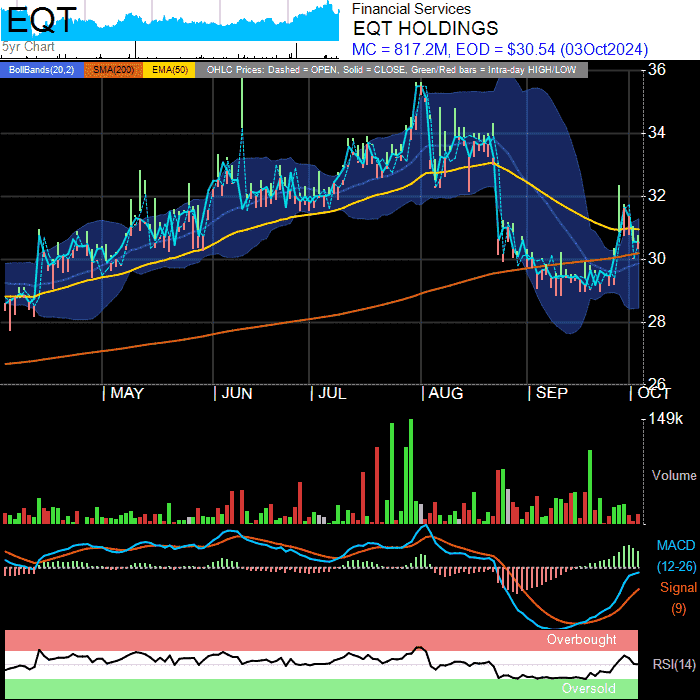 EQT
5yr Chart
Financial Services
EQT HOLDINGS
MC = 817.2M, EOD = $30.54 (03Oct2024)
BollBands(20,2) SMA(200) EMA(50) OHLC Prices: Dashed = OPEN, Solid = CLOSE, Green/Red bars = Intra-day HIGH/LOW
36
34
32
30
28
26
MAY JUN JUL AUG SEP OCT
149k
Volume
MACD
(12-26)
Signal
(9)
Overbought
RSI(14)
Oversold